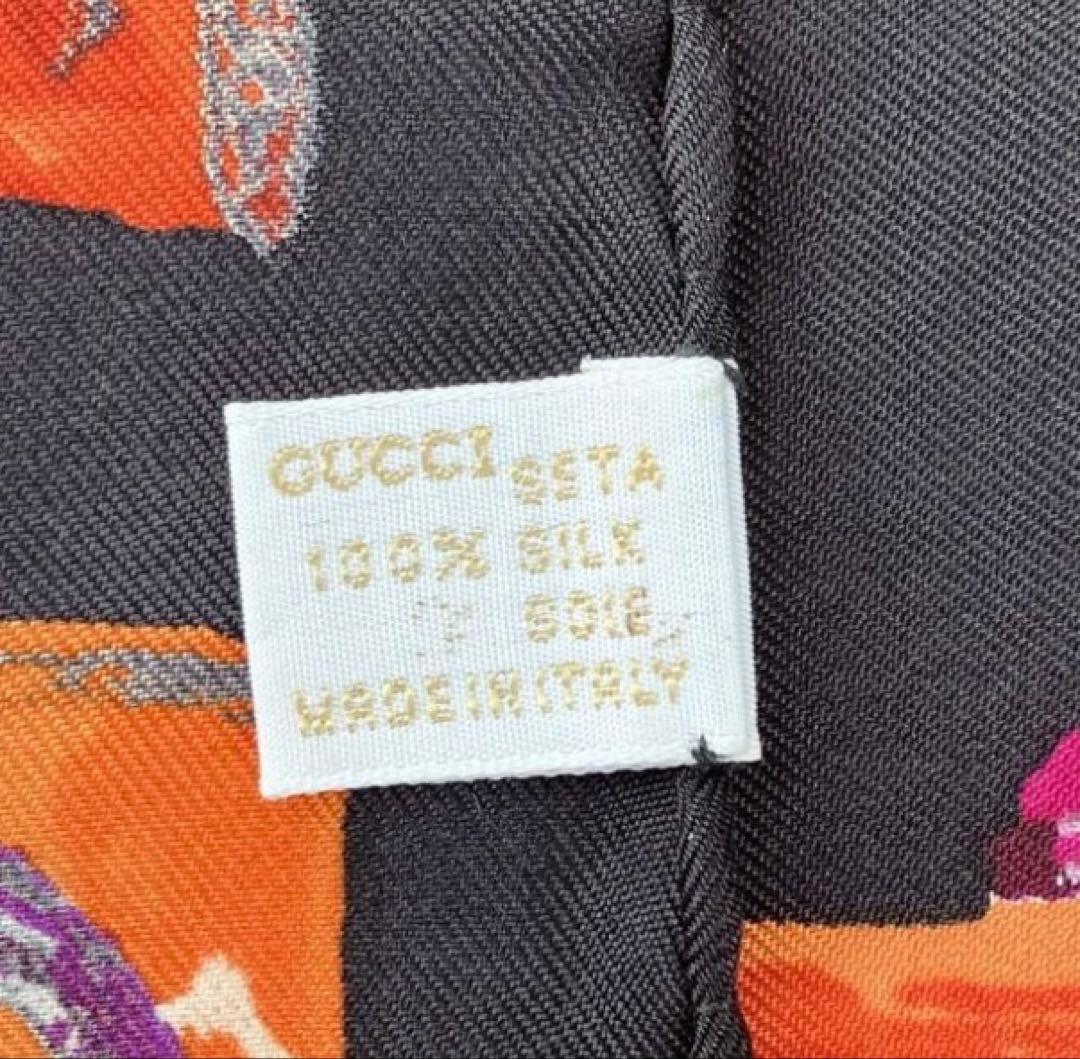 GUCCI SETA
100% SILK
SOIE
MADE IN ITALY